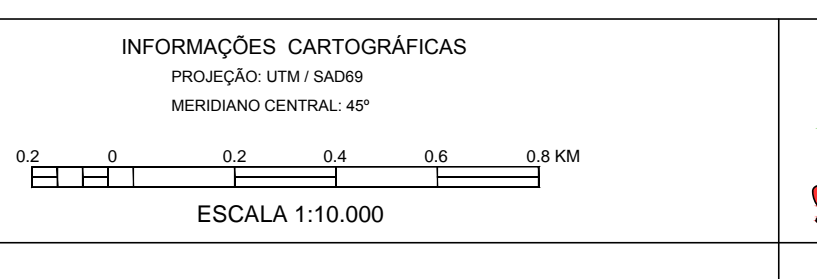 INFORMAÇÕES CARTOGRÁFICAS
PROJEÇÃO: UTM / SAD69
MERIDIANO CENTRAL: 45º
0.2 0 0.2 0.4 0.6 0.8 KM
ESCALA 1:10.000